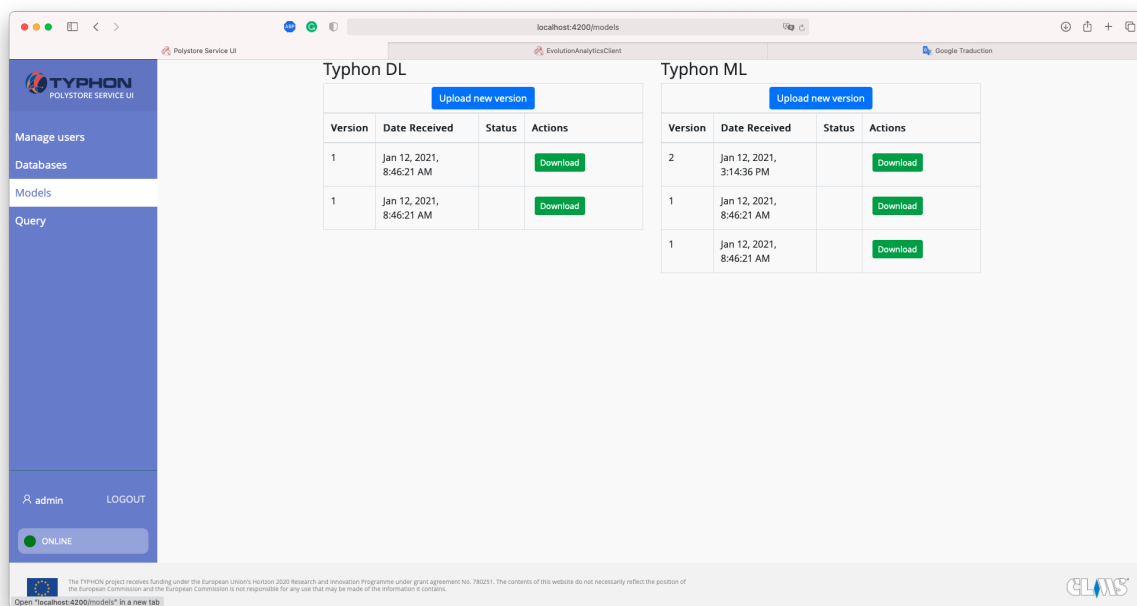 localhost:4200/models
Polystore Service UI
EvolutionAnalyticsClient
Google Traduction
TYPHON
POLYSTORE SERVICE UI
Manage users
Databases
Models
Query
admin LOGOUT
ONLINE
Typhon DL
Upload new version
Version Date Received Status Actions
1 Jan 12, 2021, Download
8:46:21 AM
1 Jan 12, 2021, Download
8:46:21 AM
Typhon ML
Upload new version
Version Date Received Status Actions
2 Jan 12, 2021, Download
3:14:36 PM
1 Jan 12, 2021, Download
8:46:21 AM
1 Jan 12, 2021, Download
8:46:21 AM
The TYPHON project receives funding under the European Union's Horizon 2020 Research and Innovation Programme under grant agreement No. 780251. The contents of this website do not necessarily reflect the position of
the European Commission and the European Commission is not responsible for any use that may be made of the information it contains.
CLMS
Open "localhost:4200/models" in a new tab
ABP
G